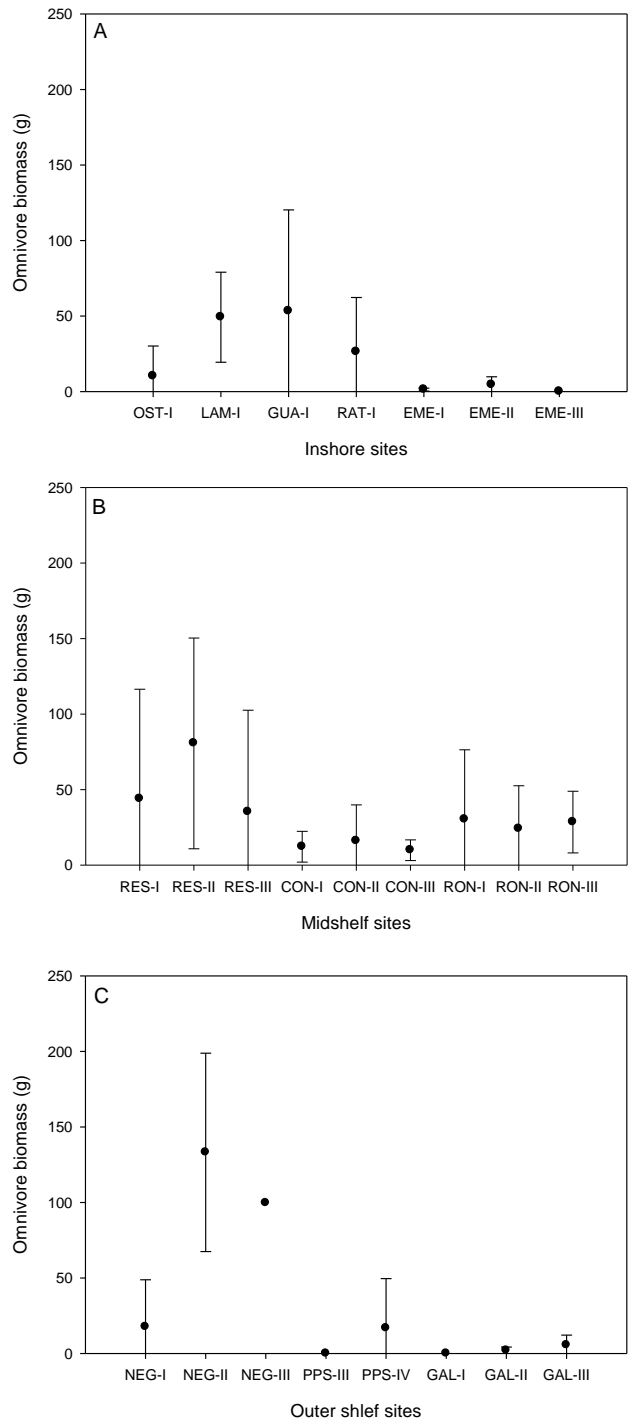 A
250
200
150
100
50
0
Omnivore biomass (g)
OST-I LAM-I GUA-I RAT-I EME-I EME-II EME-III
Inshore sites
B
250
200
150
100
50
0
Omnivore biomass (g)
RES-I RES-II RES-III CON-I CON-II CON-III RON-I RON-II RON-III
Midshelf sites
C
250
200
150
100
50
0
Omnivore biomass (g)
NEG-I NEG-II NEG-III PPS-III PPS-IV GAL-I GAL-II GAL-III
Outer shlef sites